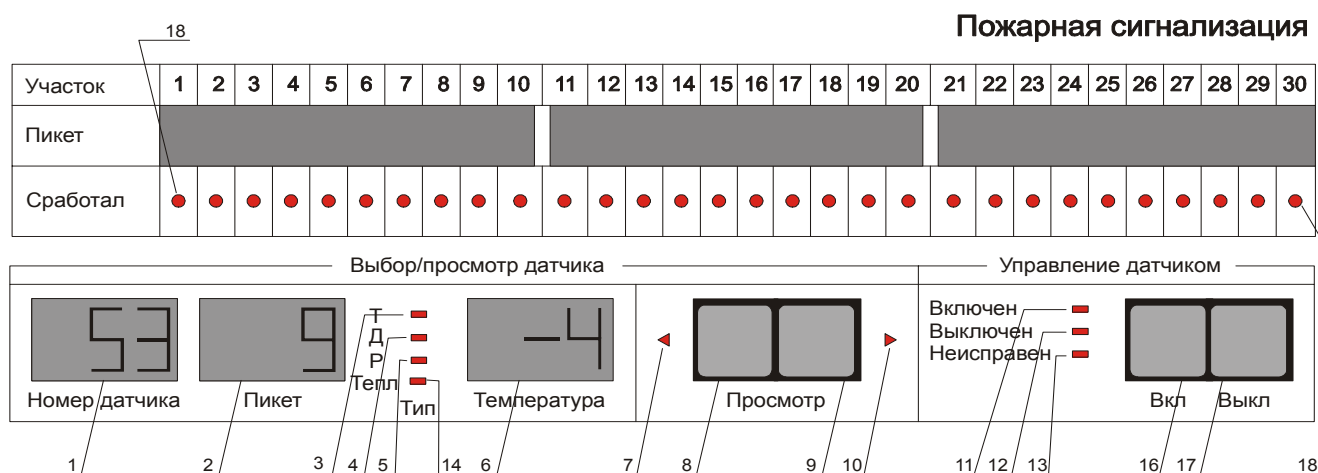 18
Пожарная сигнализация
Участок 1 2 3 4 5 6 7 8 9 10 11 12 13 14 15 16 17 18 19 20 21 22 23 24 25 26 27 28 29 30
Пикет
Сработал
Выбор/просмотр датчика
Управление датчиком
53
9
Т
Д
Р
Тепл
Тип
-4
Номер датчика
Пикет
Температура
Просмотр
Включен
Выключен
Неисправен
Вкл
Выкл
1 2 3 4 5 14 6 7 8 9 10 11 12 13 16 17 18